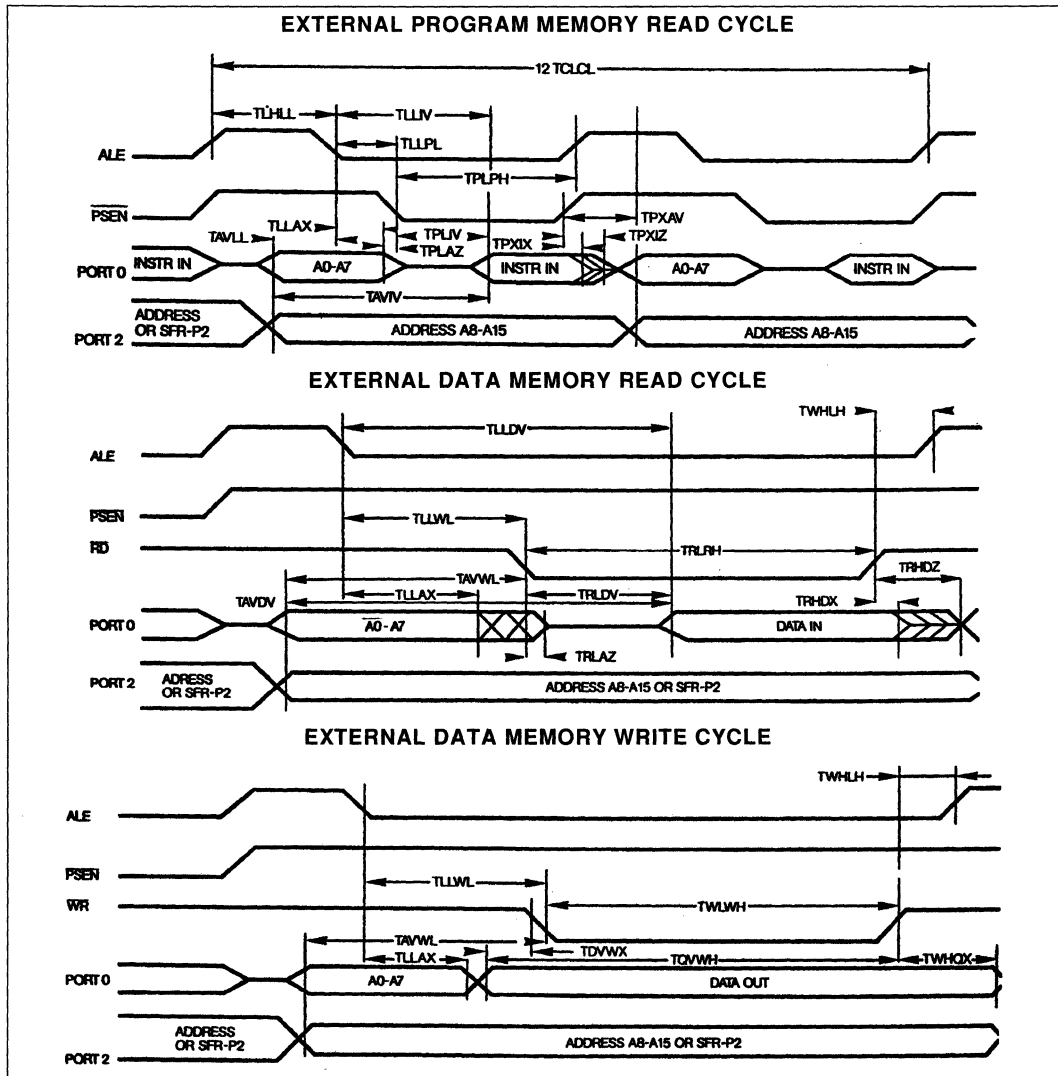 EXTERNAL PROGRAM MEMORY READ CYCLE
12 TCLCL
TLHLL
TLLIV
TLLPL
ALE
TPLPH
PSEN
TLLAX
TPLIV
TPXAV
TAVLL
TPLAZ
TPXIX
TPXIZ
PORT 0
INSTR IN
A0-A7
INSTR IN
A0-A7
INSTR IN
TAVIV
ADDRESS
OR SFR-P2
PORT 2
ADDRESS A8-A15
ADDRESS A8-A15
EXTERNAL DATA MEMORY READ CYCLE
TWHLH
TLLDV
ALE
PSEN
TLLWL
RD
TRLRH
TAVWL
TRHDZ
TAVDV
TLLAX
TRLDV
TRHDX
PORT 0
A0 - A7
DATA IN
TRLAZ
PORT 2
ADRESS
OR SFR-P2
ADDRESS A8-A15 OR SFR-P2
EXTERNAL DATA MEMORY WRITE CYCLE
TWHLH
ALE
PSEN
TLLWL
WR
TWLWH
TAVWL
TDVWX
TLLAX
TQVWH
TWHQX
PORT 0
A0-A7
DATA OUT
ADDRESS
OR SFR-P2
PORT 2
ADDRESS A8-A15 OR SFR-P2